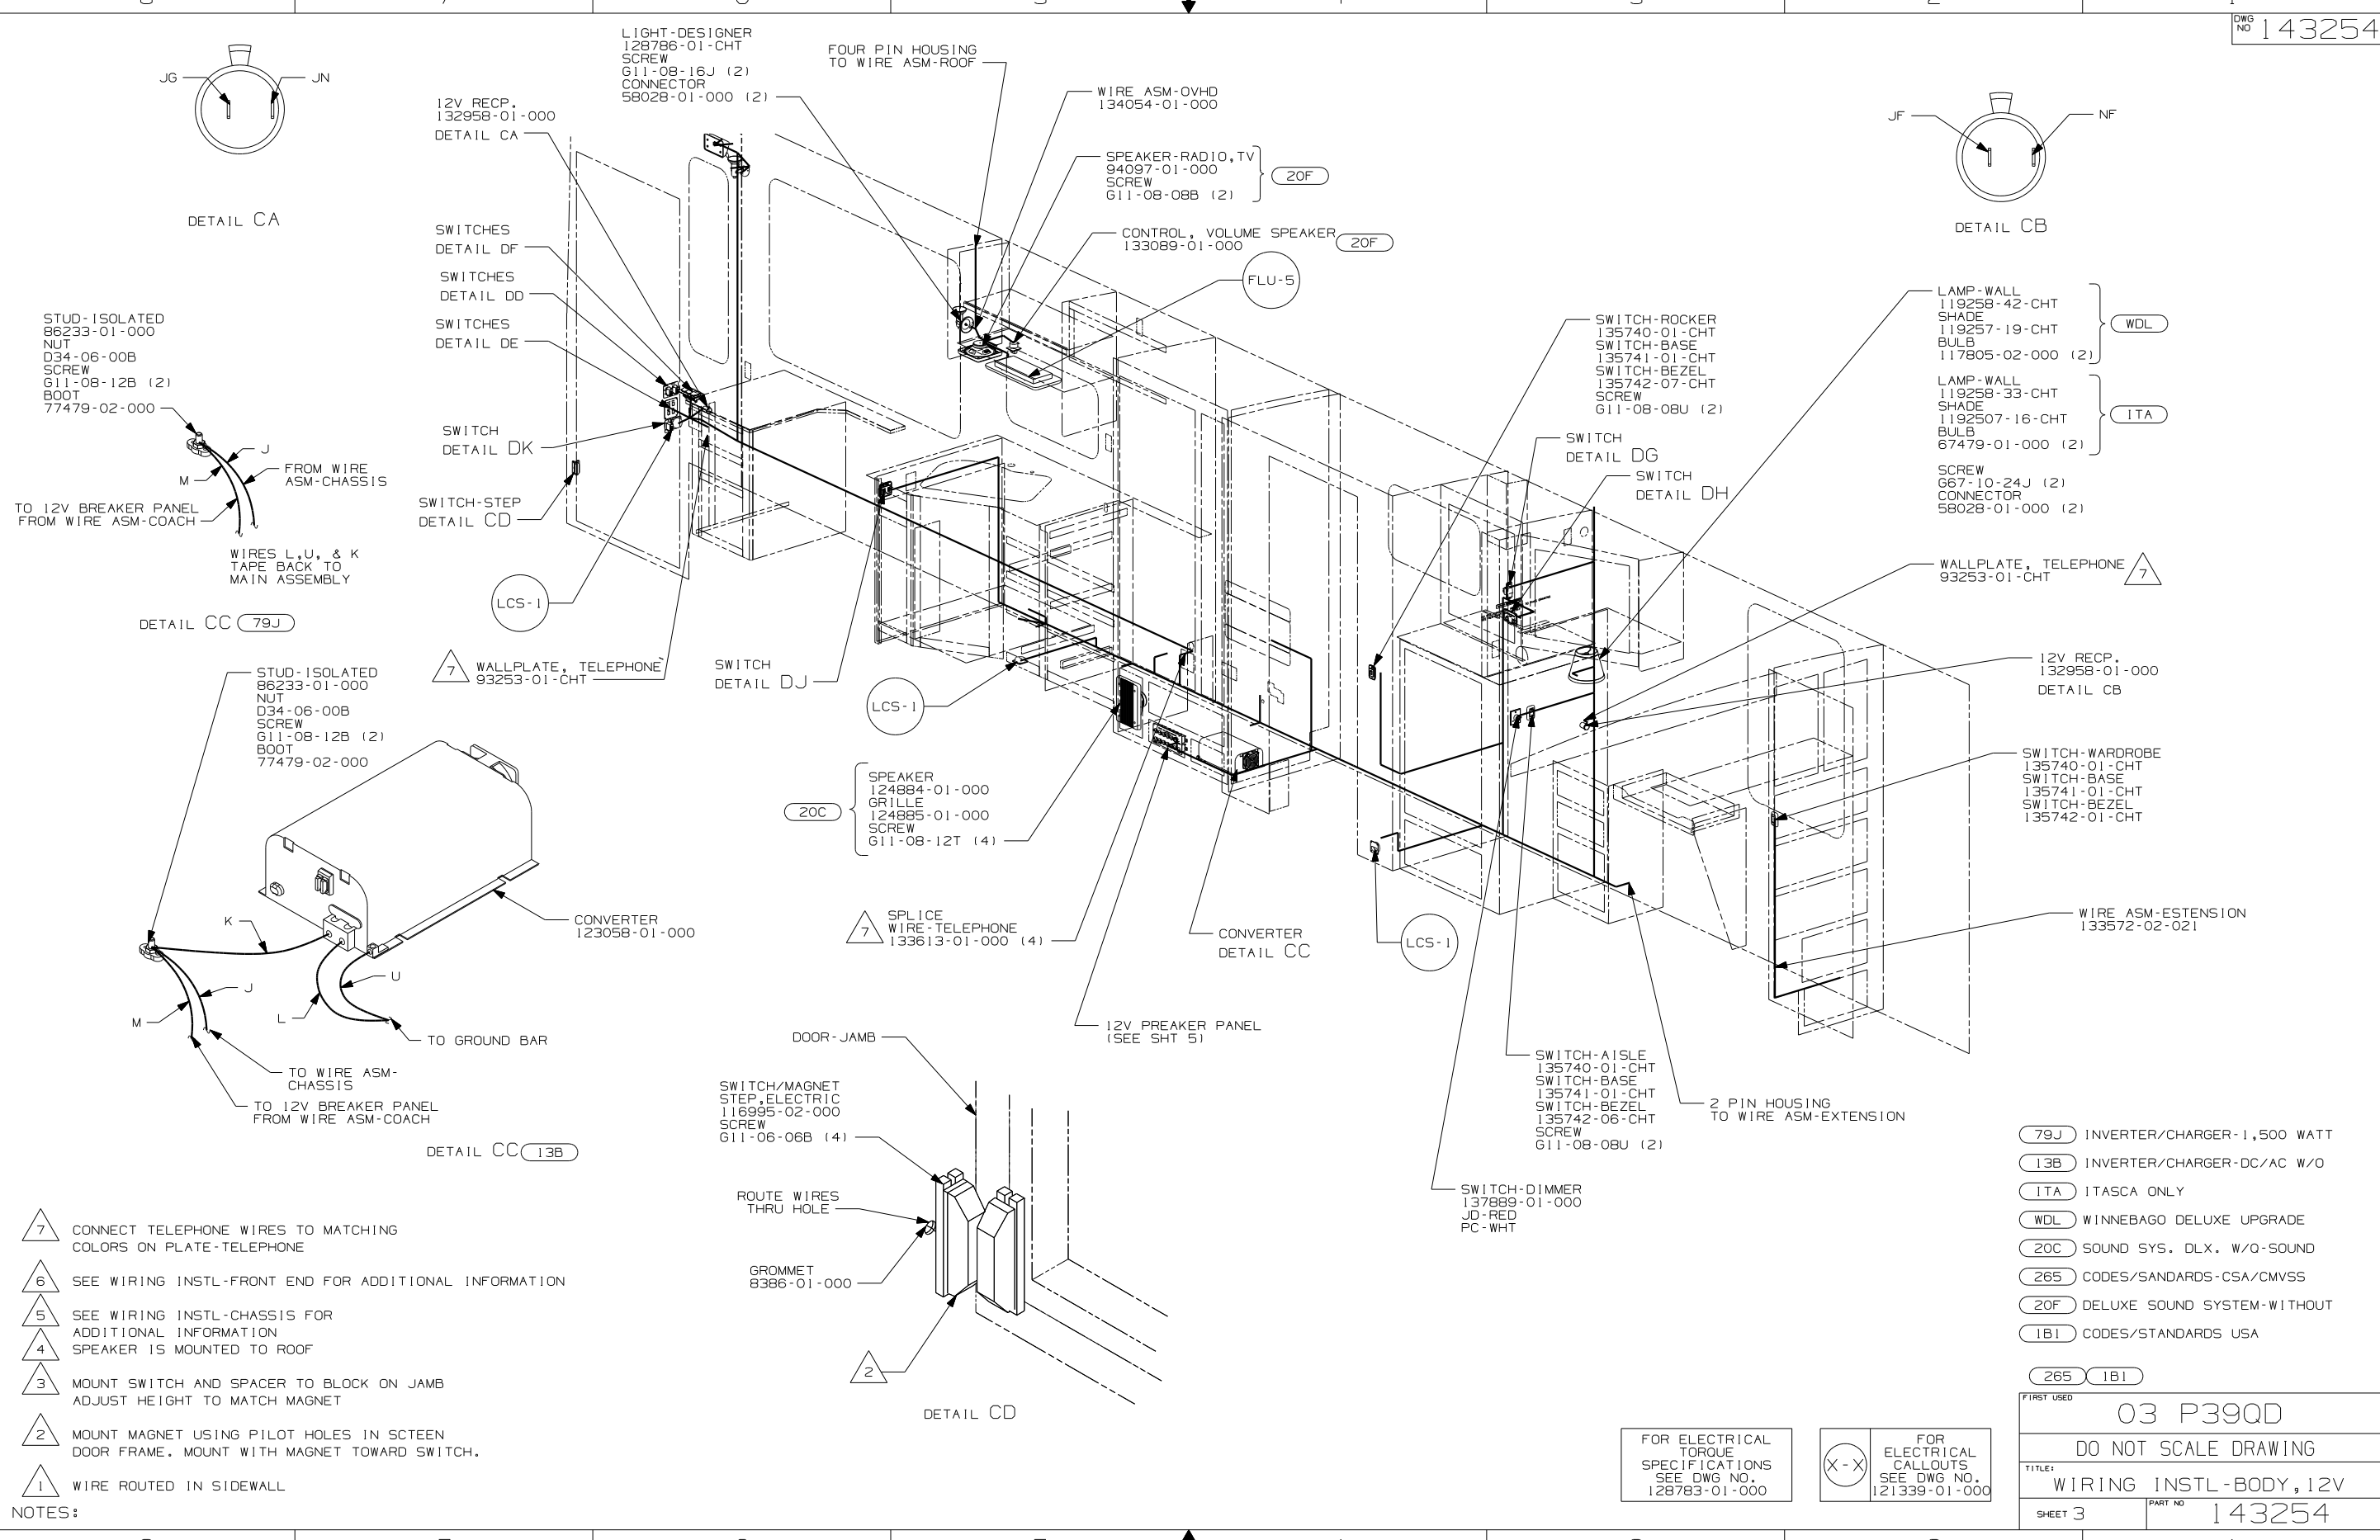 DWG
NO 143254
JG
JN
DETAIL CA
LIGHT-DESIGNER
128786-01-CHT
SCREW
G11-08-16J (2)
CONNECTOR
58028-01-000 (2)
FOUR PIN HOUSING
TO WIRE ASM-ROOF
12V RECP.
132958-01-000
DETAIL CA
WIRE ASM-OVHD
134054-01-000
SPEAKER-RADIO,TV
94097-01-000
SCREW
G11-08-08B (2)
20F
CONTROL, VOLUME SPEAKER
133089-01-000
20F
FLU-5
JF
NF
DETAIL CB
SWITCHES
DETAIL DF
SWITCHES
DETAIL DD
SWITCHES
DETAIL DE
SWITCH
DETAIL DK
SWITCH-STEP
DETAIL CD
LCS-1
7
WALLPLATE, TELEPHONE
93253-01-CHT
SWITCH
DETAIL DJ
LCS-1
STUD-ISOLATED
86233-01-000
NUT
D34-06-00B
SCREW
G11-08-12B (2)
BOOT
77479-02-000
J
M
FROM WIRE
ASM-CHASSIS
TO 12V BREAKER PANEL
FROM WIRE ASM-COACH
WIRES L,U, & K
TAPE BACK TO
MAIN ASSEMBLY
DETAIL CC 79J
STUD-ISOLATED
86233-01-000
NUT
D34-06-00B
SCREW
G11-08-12B (2)
BOOT
77479-02-000
K
CONVERTER
123058-01-000
U
J
M
L
TO GROUND BAR
TO WIRE ASM-
CHASSIS
TO 12V BREAKER PANEL
FROM WIRE ASM-COACH
DETAIL CC 13B
SWITCH-ROCKER
135740-01-CHT
SWITCH-BASE
135741-01-CHT
SWITCH-BEZEL
135742-07-CHT
SCREW
G11-08-08U (2)
SWITCH
DETAIL DG
SWITCH
DETAIL DH
LAMP-WALL
119258-42-CHT
SHADE
119257-19-CHT
BULB
117805-02-000 (2)
WDL
LAMP-WALL
119258-33-CHT
SHADE
1192507-16-CHT
BULB
67479-01-000 (2)
ITA
SCREW
G67-10-24J (2)
CONNECTOR
58028-01-000 (2)
WALLPLATE, TELEPHONE
93253-01-CHT
7
12V RECP.
132958-01-000
DETAIL CB
SWITCH-WARDROBE
135740-01-CHT
SWITCH-BASE
135741-01-CHT
SWITCH-BEZEL
135742-01-CHT
WIRE ASM-ESTENSION
133572-02-021
20C
SPEAKER
124884-01-000
GRILLE
124885-01-000
SCREW
G11-08-12T (4)
7
SPLICE
WIRE-TELEPHONE
133613-01-000 (4)
CONVERTER
DETAIL CC
12V PREAKER PANEL
(SEE SHT 5)
LCS-1
SWITCH-AISLE
135740-01-CHT
SWITCH-BASE
135741-01-CHT
SWITCH-BEZEL
135742-06-CHT
SCREW
G11-08-08U (2)
2 PIN HOUSING
TO WIRE ASM-EXTENSION
SWITCH-DIMMER
137889-01-000
JD-RED
PC-WHT
DOOR-JAMB
SWITCH/MAGNET
STEP,ELECTRIC
116995-02-000
SCREW
G11-06-06B (4)
ROUTE WIRES
THRU HOLE
GROMMET
8386-01-000
2
DETAIL CD
79J INVERTER/CHARGER-1,500 WATT
13B INVERTER/CHARGER-DC/AC W/O
ITA ITASCA ONLY
WDL WINNEBAGO DELUXE UPGRADE
20C SOUND SYS. DLX. W/Q-SOUND
265 CODES/SANDARDS-CSA/CMVSS
20F DELUXE SOUND SYSTEM-WITHOUT
1B1 CODES/STANDARDS USA
265 1B1
7 CONNECT TELEPHONE WIRES TO MATCHING
COLORS ON PLATE-TELEPHONE
6 SEE WIRING INSTL-FRONT END FOR ADDITIONAL INFORMATION
5 SEE WIRING INSTL-CHASSIS FOR
ADDITIONAL INFORMATION
4 SPEAKER IS MOUNTED TO ROOF
3 MOUNT SWITCH AND SPACER TO BLOCK ON JAMB
ADJUST HEIGHT TO MATCH MAGNET
2 MOUNT MAGNET USING PILOT HOLES IN SCTEEN
DOOR FRAME. MOUNT WITH MAGNET TOWARD SWITCH.
1 WIRE ROUTED IN SIDEWALL
NOTES:
FOR ELECTRICAL
TORQUE
SPECIFICATIONS
SEE DWG NO.
128783-01-000
X-X
FOR
ELECTRICAL
CALLOUTS
SEE DWG NO.
121339-01-000
FIRST USED
03 P39QD
DO NOT SCALE DRAWING
TITLE:
WIRING INSTL-BODY,12V
SHEET 3
PART NO 143254